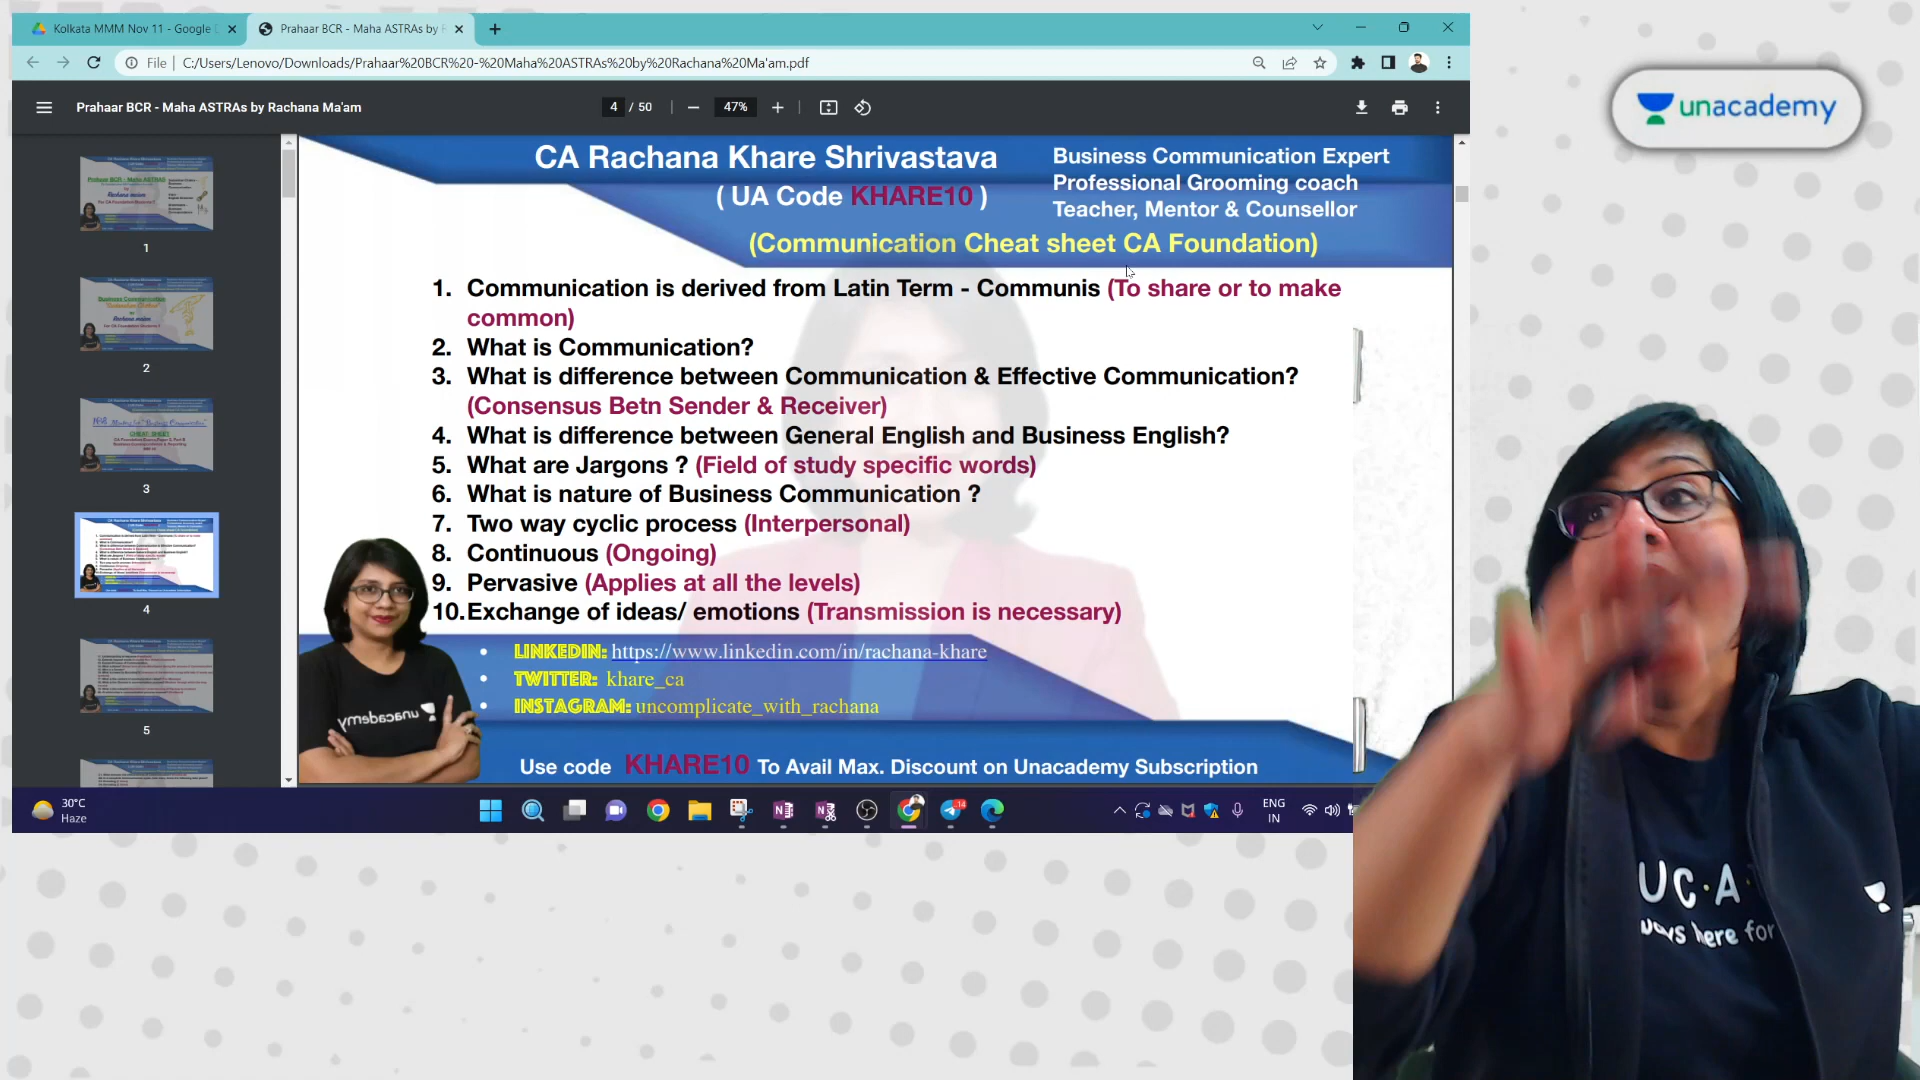 Kolkata MMM Nov 11 - Google D
Prahaar BCR - Maha ASTRAs by R
File | C:/Users/Lenovo/Downloads/Prahaar%20BCR%20-%20Maha%20ASTRAs%20by%20Rachana%20Ma'am.pdf
Prahaar BCR - Maha ASTRAs by Rachana Ma'am
4 / 50
47%
unacademy
1
2
3
4
5
CA Rachana Khare Shrivastava
( UA Code KHARE10 )
Business Communication Expert
Professional Grooming coach
Teacher, Mentor & Counsellor
(Communication Cheat sheet CA Foundation)
1. Communication is derived from Latin Term - Communis (To share or to make
common)
2. What is Communication?
3. What is difference between Communication & Effective Communication?
(Consensus Betn Sender & Receiver)
4. What is difference between General English and Business English?
5. What are Jargons ? (Field of study specific words)
6. What is nature of Business Communication ?
7. Two way cyclic process (Interpersonal)
8. Continuous (Ongoing)
9. Pervasive (Applies at all the levels)
10.Exchange of ideas/ emotions (Transmission is necessary)
• LINKEDIN: https://www.linkedin.com/in/rachana-khare
• TWITTER: khare_ca
• INSTAGRAM: uncomplicate_with_rachana
unacademy
Use code KHARE10 To Avail Max. Discount on Unacademy Subscription
30°C
Haze
14
ENG
IN
UC·A
here for